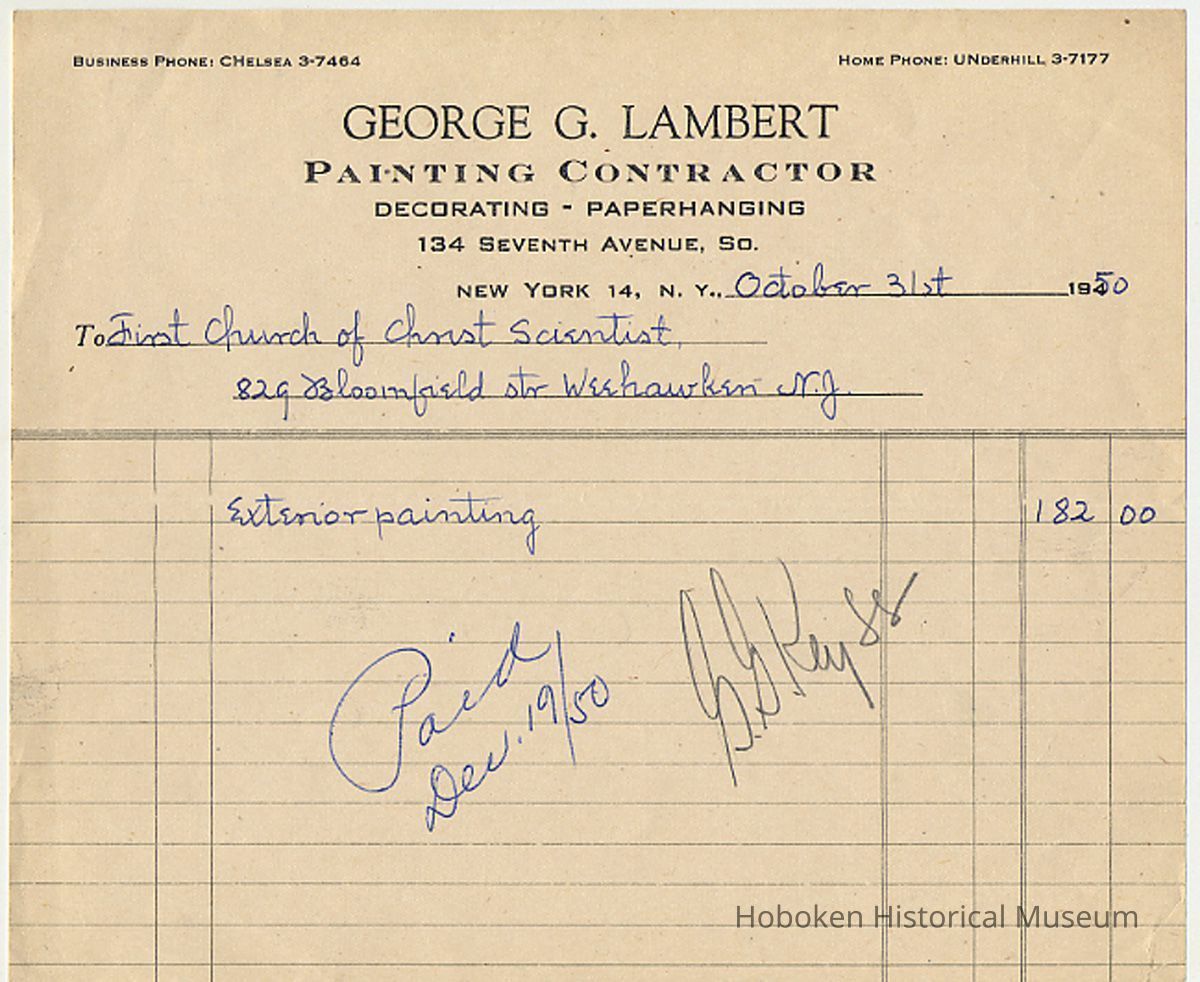 BUSINESS PHONE: CHELSEA 3-7464
HOME PHONE: UNDERHILL 3-7177
GEORGE G. LAMBERT
PAINTING CONTRACTOR
DECORATING - PAPERHANGING
134 SEVENTH AVENUE, SO.
NEW YORK 14, N. Y., October 31st 1950
To First Church of Christ Scientist,
829 Bloomfield str Weehawken N.J.
Exterior painting 182 00
Paid
Dec. 19/50
Hoboken Historical Museum